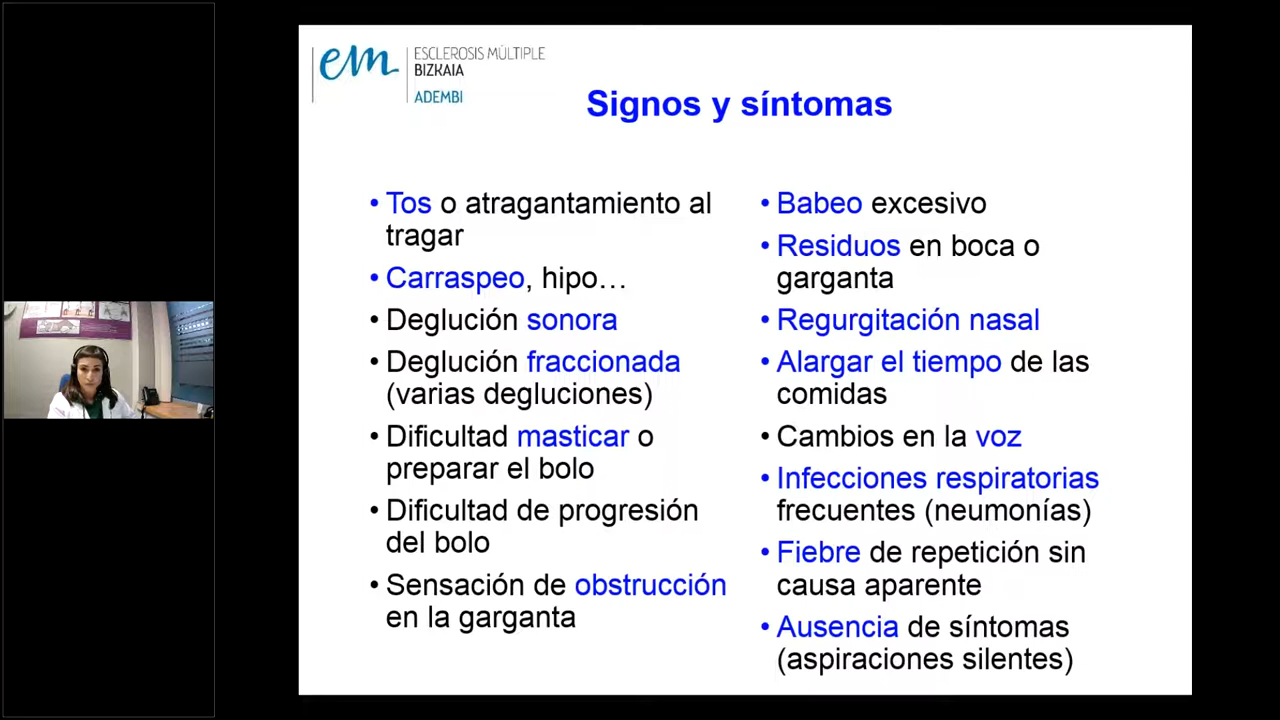 em
ESCLEROSIS MÚLTIPLE
BIZKAIA
ADEMBI
Signos y síntomas
• Tos o atragantamiento al
tragar
• Carraspeo, hipo…
• Deglución sonora
• Deglución fraccionada
(varias degluciones)
• Dificultad masticar o
preparar el bolo
• Dificultad de progresión
del bolo
• Sensación de obstrucción
en la garganta
• Babeo excesivo
• Residuos en boca o
garganta
• Regurgitación nasal
• Alargar el tiempo de las
comidas
• Cambios en la voz
• Infecciones respiratorias
frecuentes (neumonías)
• Fiebre de repetición sin
causa aparente
• Ausencia de síntomas
(aspiraciones silentes)